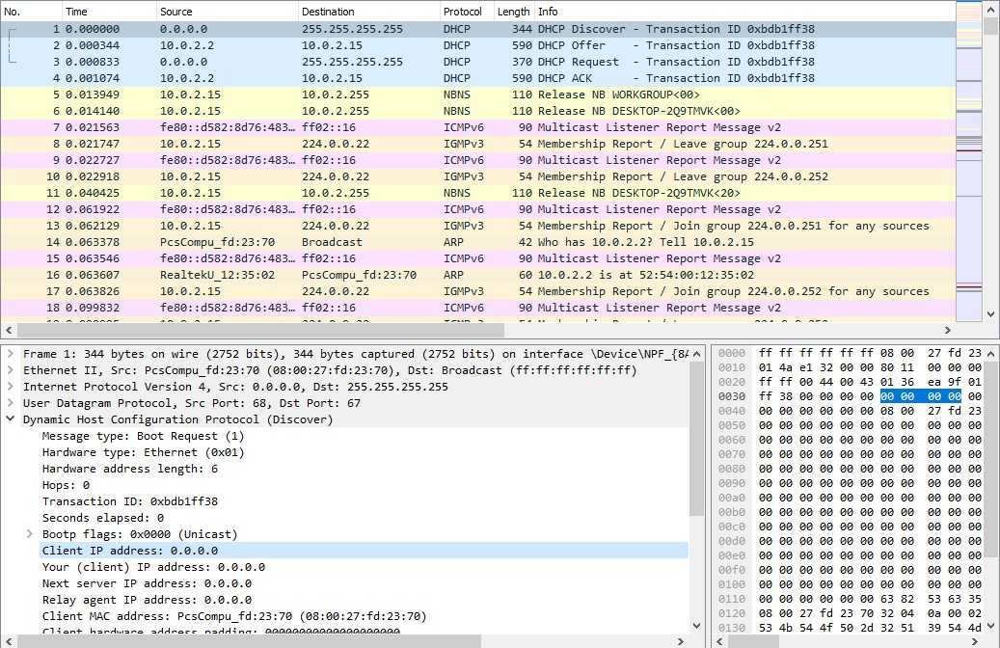 No. Time Source Destination Protocol Length Info
1 0.000000 0.0.0.0 255.255.255.255 DHCP 344 DHCP Discover - Transaction ID 0xbdb1ff38
2 0.000344 10.0.2.2 10.0.2.15 DHCP 590 DHCP Offer - Transaction ID 0xbdb1ff38
3 0.000833 0.0.0.0 255.255.255.255 DHCP 370 DHCP Request - Transaction ID 0xbdb1ff38
4 0.001074 10.0.2.2 10.0.2.15 DHCP 590 DHCP ACK - Transaction ID 0xbdb1ff38
5 0.013949 10.0.2.15 10.0.2.255 NBNS 110 Release NB WORKGROUP<00>
6 0.014140 10.0.2.15 10.0.2.255 NBNS 110 Release NB DESKTOP-2Q9TMVK<00>
7 0.021563 fe80::d582:8d76:483… ff02::16 ICMPv6 90 Multicast Listener Report Message v2
8 0.021747 10.0.2.15 224.0.0.22 IGMPv3 54 Membership Report / Leave group 224.0.0.251
9 0.022727 fe80::d582:8d76:483… ff02::16 ICMPv6 90 Multicast Listener Report Message v2
10 0.022918 10.0.2.15 224.0.0.22 IGMPv3 54 Membership Report / Leave group 224.0.0.252
11 0.040425 10.0.2.15 10.0.2.255 NBNS 110 Release NB DESKTOP-2Q9TMVK<20>
12 0.061922 fe80::d582:8d76:483… ff02::16 ICMPv6 90 Multicast Listener Report Message v2
13 0.062129 10.0.2.15 224.0.0.22 IGMPv3 54 Membership Report / Join group 224.0.0.251 for any sources
14 0.063378 PcsCompu_fd:23:70 Broadcast ARP 42 Who has 10.0.2.2? Tell 10.0.2.15
15 0.063546 fe80::d582:8d76:483… ff02::16 ICMPv6 90 Multicast Listener Report Message v2
16 0.063607 RealtekU_12:35:02 PcsCompu_fd:23:70 ARP 60 10.0.2.2 is at 52:54:00:12:35:02
17 0.063826 10.0.2.15 224.0.0.22 IGMPv3 54 Membership Report / Join group 224.0.0.252 for any sources
18 0.099832 fe80::d582:8d76:483… ff02::16 ICMPv6 90 Multicast Listener Report Message v2
Frame 1: 344 bytes on wire (2752 bits), 344 bytes captured (2752 bits) on interface \Device\NPF_{8A
Ethernet II, Src: PcsCompu_fd:23:70 (08:00:27:fd:23:70), Dst: Broadcast (ff:ff:ff:ff:ff:ff)
Internet Protocol Version 4, Src: 0.0.0.0, Dst: 255.255.255.255
User Datagram Protocol, Src Port: 68, Dst Port: 67
Dynamic Host Configuration Protocol (Discover)
Message type: Boot Request (1)
Hardware type: Ethernet (0x01)
Hardware address length: 6
Hops: 0
Transaction ID: 0xbdb1ff38
Seconds elapsed: 0
Bootp flags: 0x0000 (Unicast)
Client IP address: 0.0.0.0
Your (client) IP address: 0.0.0.0
Next server IP address: 0.0.0.0
Relay agent IP address: 0.0.0.0
Client MAC address: PcsCompu_fd:23:70 (08:00:27:fd:23:70)
Client hardware address padding: 00000000000000000000
0000 ff ff ff ff ff ff 08 00 27 fd 23
0010 01 4a e1 32 00 00 80 11 00 00 00
0020 ff ff 00 44 00 43 01 36 ea 9f 01
0030 ff 38 00 00 00 00 00 00 00 00 00
0040 00 00 00 00 00 00 08 00 27 fd 23
0050 00 00 00 00 00 00 00 00 00 00 00
0060 00 00 00 00 00 00 00 00 00 00 00
0070 00 00 00 00 00 00 00 00 00 00 00
0080 00 00 00 00 00 00 00 00 00 00 00
0090 00 00 00 00 00 00 00 00 00 00 00
00a0 00 00 00 00 00 00 00 00 00 00 00
00b0 00 00 00 00 00 00 00 00 00 00 00
00c0 00 00 00 00 00 00 00 00 00 00 00
00d0 00 00 00 00 00 00 00 00 00 00 00
00e0 00 00 00 00 00 00 00 00 00 00 00
00f0 00 00 00 00 00 00 00 00 00 00 00
0100 00 00 00 00 00 00 00 00 00 00 00
0110 00 00 00 00 00 00 63 82 53 63 35
0120 08 00 27 fd 23 70 32 04 0a 00 02
0130 53 4b 54 4f 50 2d 32 51 39 54 4d